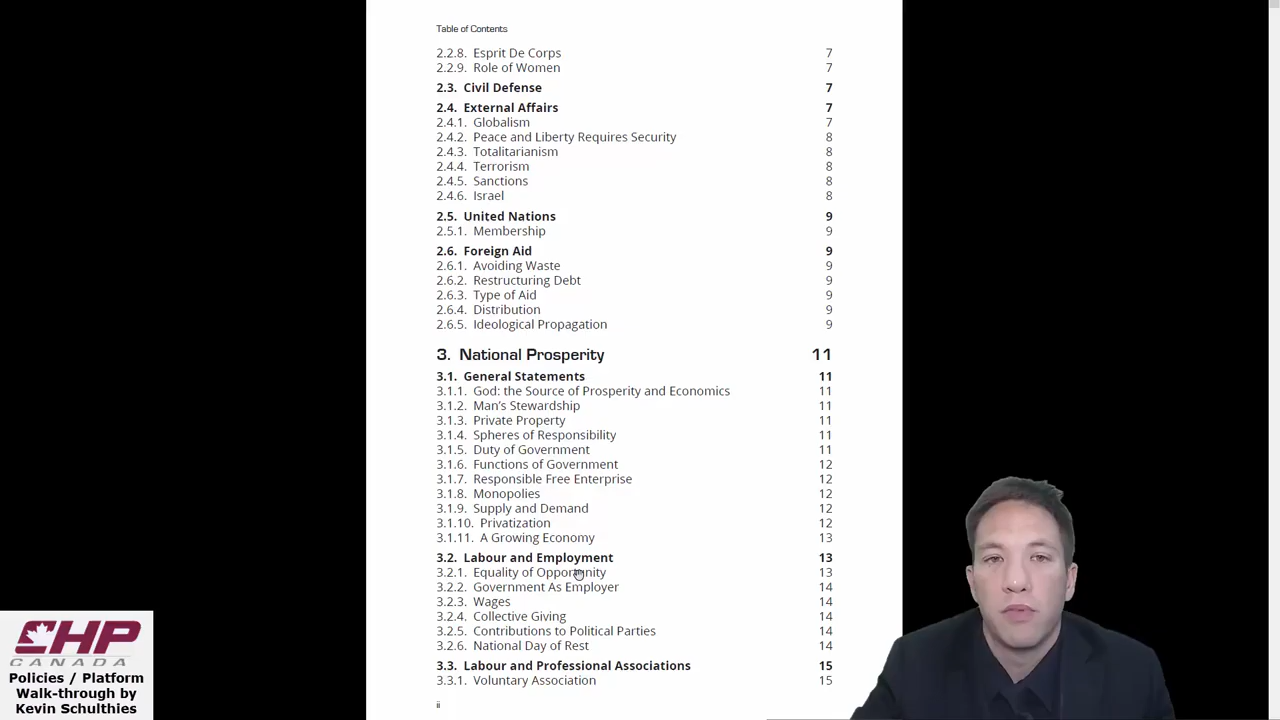 Table of Contents
2.2.8. Esprit De Corps 7
2.2.9. Role of Women 7
2.3. Civil Defense 7
2.4. External Affairs 7
2.4.1. Globalism 7
2.4.2. Peace and Liberty Requires Security 8
2.4.3. Totalitarianism 8
2.4.4. Terrorism 8
2.4.5. Sanctions 8
2.4.6. Israel 8
2.5. United Nations 9
2.5.1. Membership 9
2.6. Foreign Aid 9
2.6.1. Avoiding Waste 9
2.6.2. Restructuring Debt 9
2.6.3. Type of Aid 9
2.6.4. Distribution 9
2.6.5. Ideological Propagation 9
3. National Prosperity 11
3.1. General Statements 11
3.1.1. God: the Source of Prosperity and Economics 11
3.1.2. Man's Stewardship 11
3.1.3. Private Property 11
3.1.4. Spheres of Responsibility 11
3.1.5. Duty of Government 11
3.1.6. Functions of Government 12
3.1.7. Responsible Free Enterprise 12
3.1.8. Monopolies 12
3.1.9. Supply and Demand 12
3.1.10. Privatization 12
3.1.11. A Growing Economy 13
3.2. Labour and Employment 13
3.2.1. Equality of Opportunity 13
3.2.2. Government As Employer 14
3.2.3. Wages 14
3.2.4. Collective Giving 14
3.2.5. Contributions to Political Parties 14
3.2.6. National Day of Rest 14
3.3. Labour and Professional Associations 15
3.3.1. Voluntary Association 15
ii
CHP
CANADA
Policies / Platform
Walk-through by
Kevin Schulthies